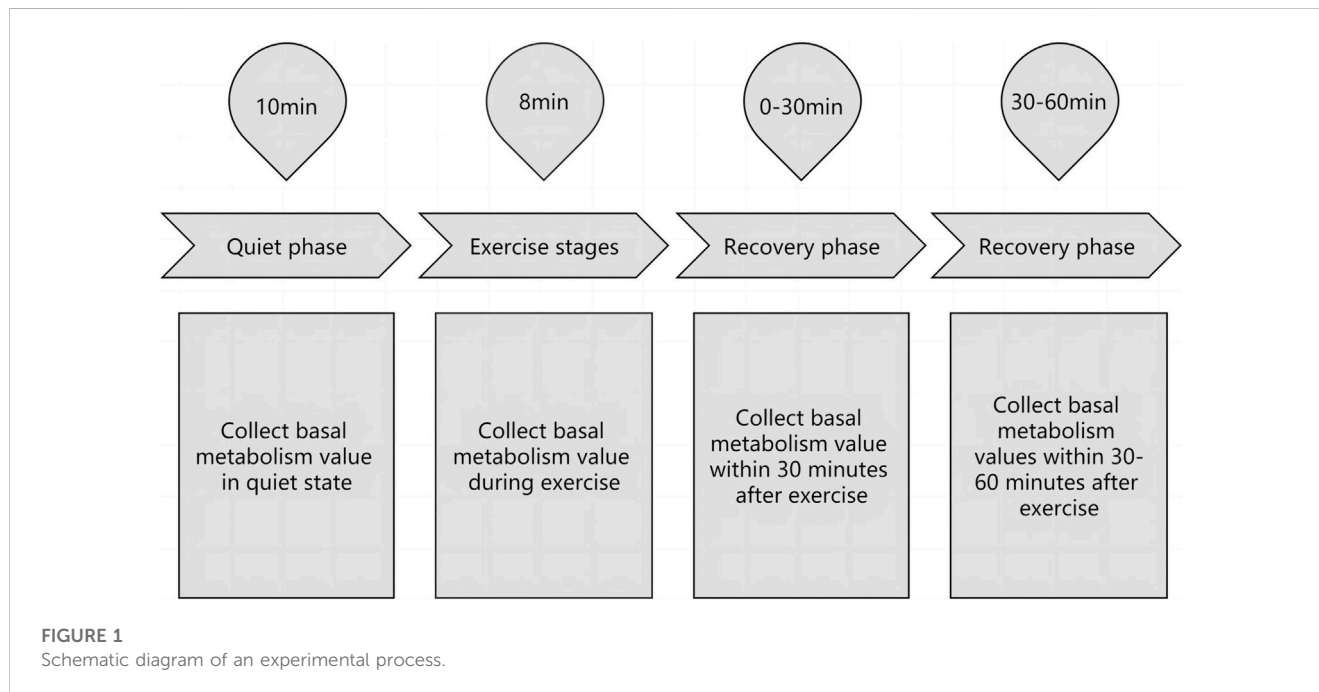 10min
8min
0-30min
30-60min
Quiet phase
Exercise stages
Recovery phase
Recovery phase
Collect basal
metabolism value
in quiet state
Collect basal
metabolism value
during exercise
Collect basal
metabolism value
within 30 minutes
after exercise
Collect basal
metabolism
values within 30-
60 minutes after
exercise
FIGURE 1
Schematic diagram of an experimental process.